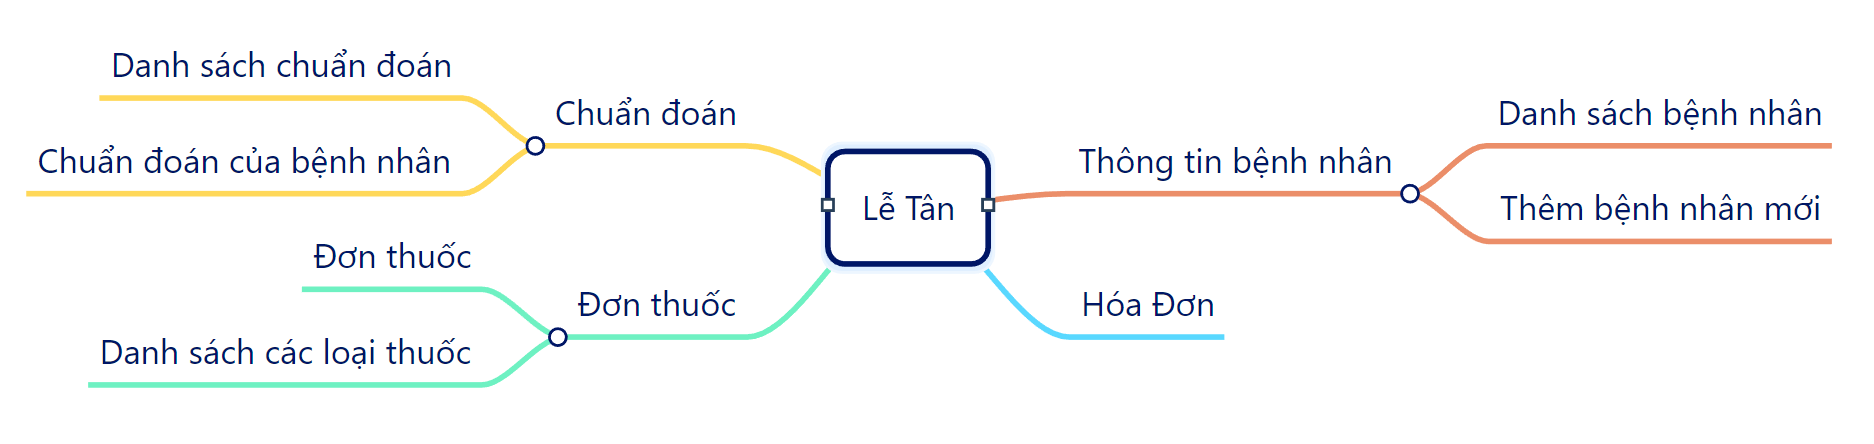 Danh sách chuẩn đoán
Chuẩn đoán
Chuẩn đoán của bệnh nhân
Đơn thuốc
Đơn thuốc
Danh sách các loại thuốc
Lễ Tân
Thông tin bệnh nhân
Danh sách bệnh nhân
Thêm bệnh nhân mới
Hóa Đơn